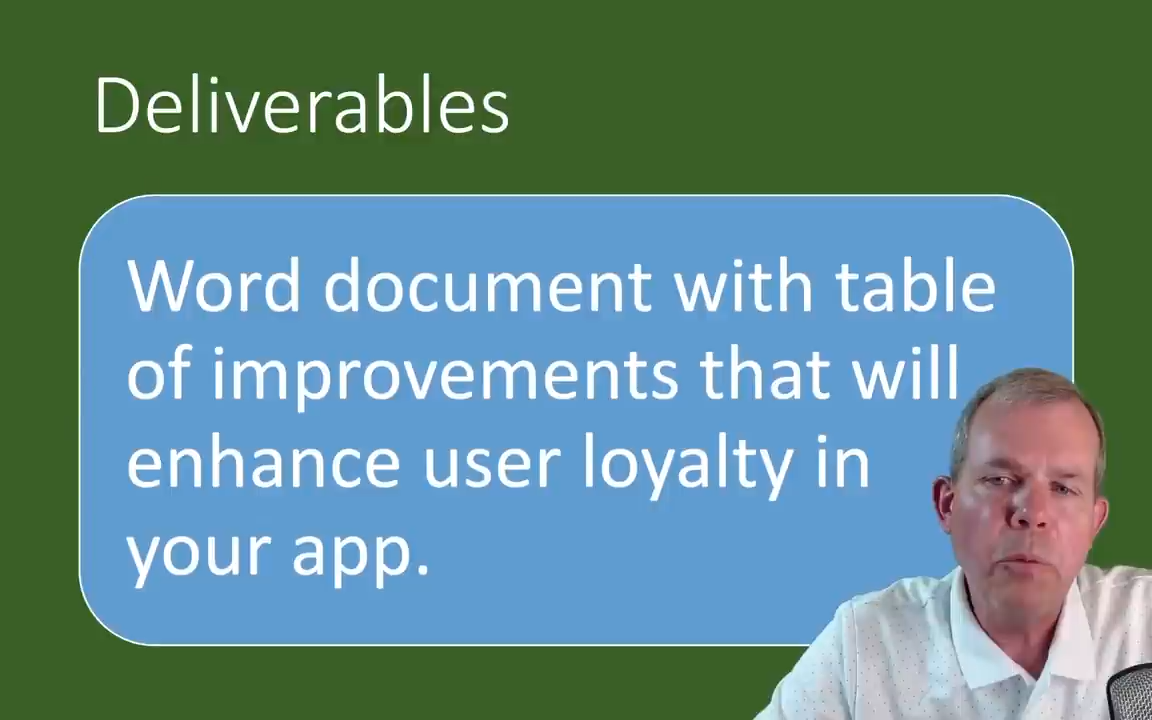 Deliverables
Word document with table
of improvements that will
enhance user loyalty in
your app.